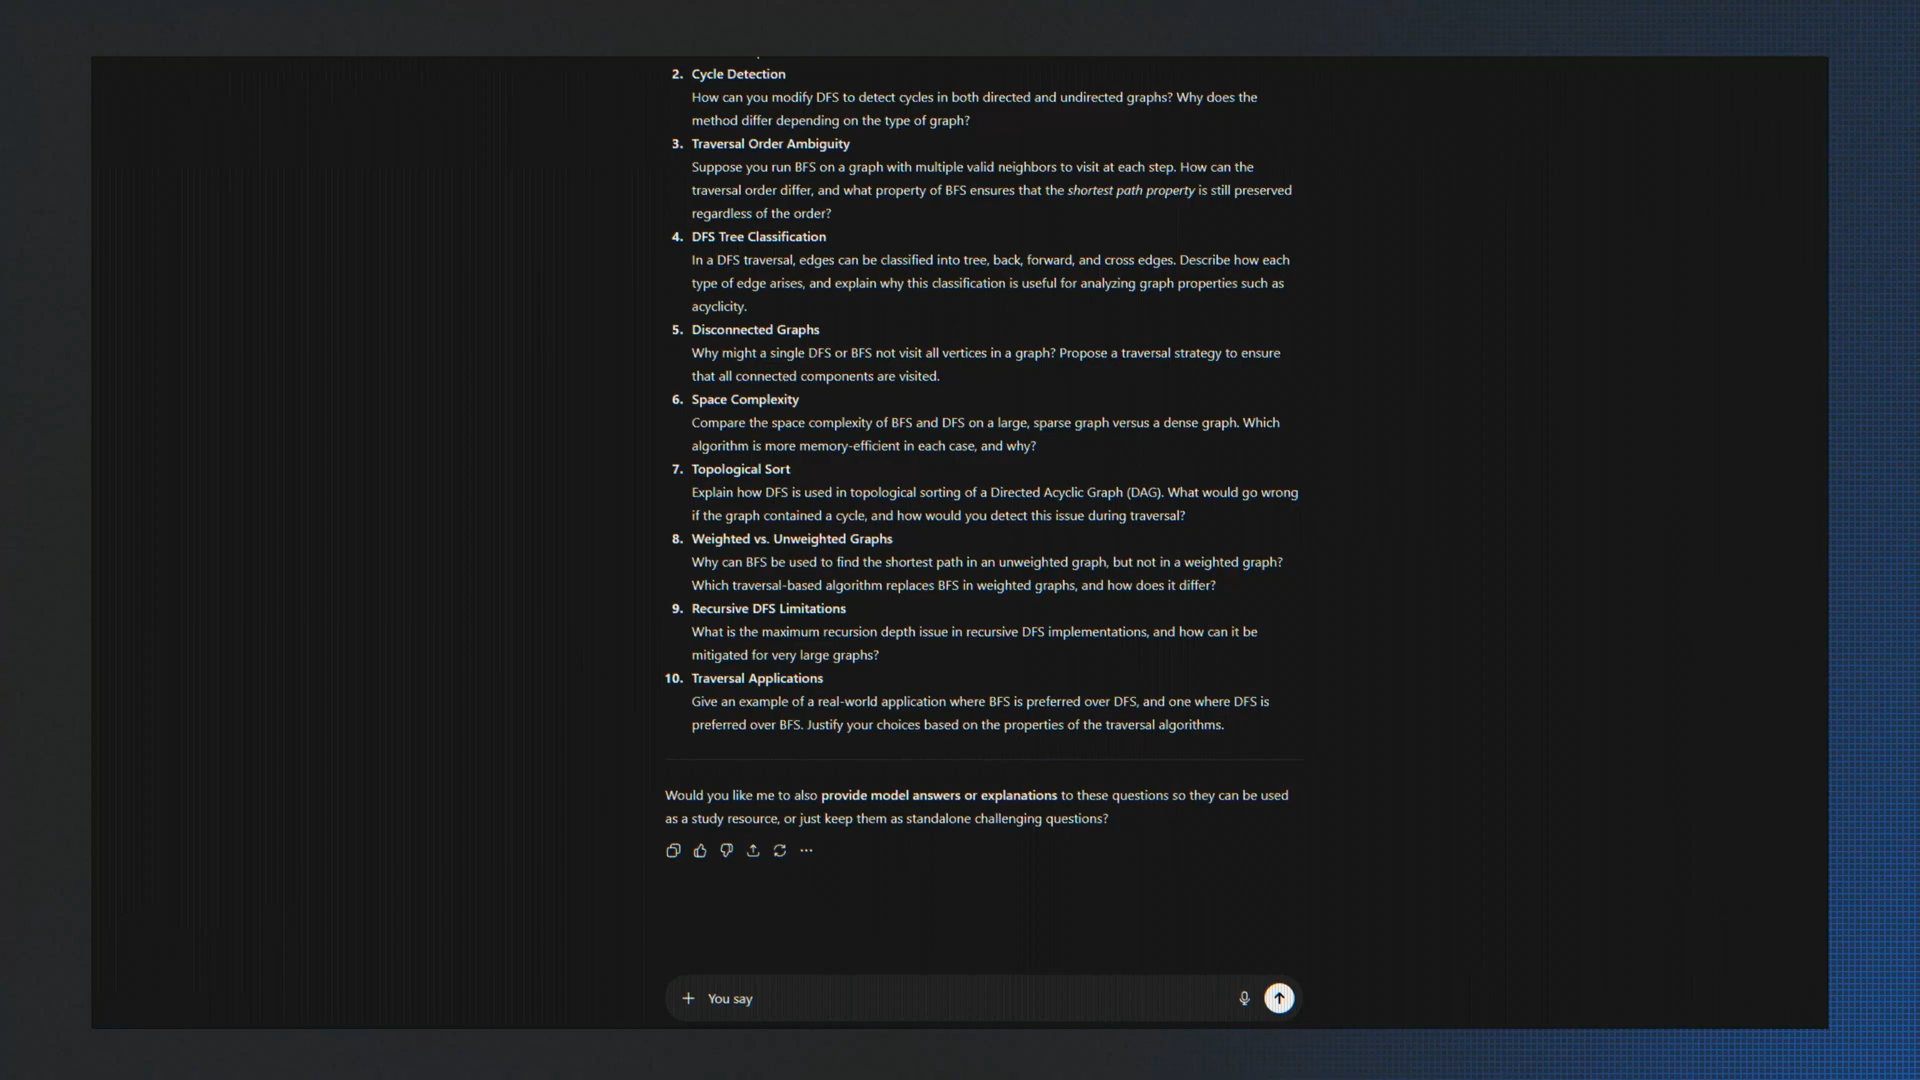 2. Cycle Detection
How can you modify DFS to detect cycles in both directed and undirected graphs? Why does the
method differ depending on the type of graph?
3. Traversal Order Ambiguity
Suppose you run BFS on a graph with multiple valid neighbors to visit at each step. How can the
traversal order differ, and what property of BFS ensures that the shortest path property is still preserved
regardless of the order?
4. DFS Tree Classification
In a DFS traversal, edges can be classified into tree, back, forward, and cross edges. Describe how each
type of edge arises, and explain why this classification is useful for analyzing graph properties such as
acyclicity.
5. Disconnected Graphs
Why might a single DFS or BFS not visit all vertices in a graph? Propose a traversal strategy to ensure
that all connected components are visited.
6. Space Complexity
Compare the space complexity of BFS and DFS on a large, sparse graph versus a dense graph. Which
algorithm is more memory-efficient in each case, and why?
7. Topological Sort
Explain how DFS is used in topological sorting of a Directed Acyclic Graph (DAG). What would go wrong
if the graph contained a cycle, and how would you detect this issue during traversal?
8. Weighted vs. Unweighted Graphs
Why can BFS be used to find the shortest path in an unweighted graph, but not in a weighted graph?
Which traversal-based algorithm replaces BFS in weighted graphs, and how does it differ?
9. Recursive DFS Limitations
What is the maximum recursion depth issue in recursive DFS implementations, and how can it be
mitigated for very large graphs?
10. Traversal Applications
Give an example of a real-world application where BFS is preferred over DFS, and one where DFS is
preferred over BFS. Justify your choices based on the properties of the traversal algorithms.
Would you like me to also provide model answers or explanations to these questions so they can be used
as a study resource, or just keep them as standalone challenging questions?
You say